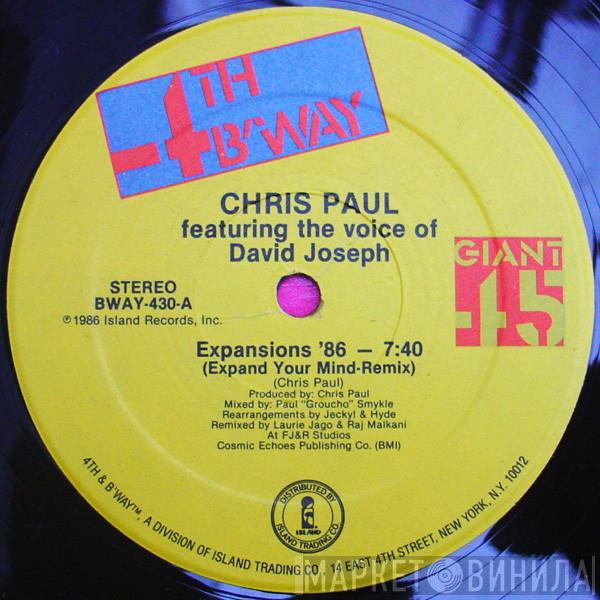 4TH
B'WAY
CHRIS PAUL
featuring the voice of
David Joseph
GIANT
45
STEREO
BWAY-430-A
℗1986 Island Records, Inc.
Expansions '86 — 7:40
(Expand Your Mind-Remix)
(Chris Paul)
Produced by: Chris Paul
Mixed by: Paul "Groucho" Smykle
Rearrangements by Jeckyl & Hyde
Remixed by Laurie Jago & Raj Malkani
At FJ&R Studios
Cosmic Echoes Publishing Co. (BMI)
DISTRIBUTED BY
ISLAND
ISLAND TRADING CO.
4TH & B'WAY™, A DIVISION OF ISLAND TRADING CO., 14 EAST 4TH STREET, NEW YORK, N.Y. 10012
МАРКЕТ ВИНИЛА